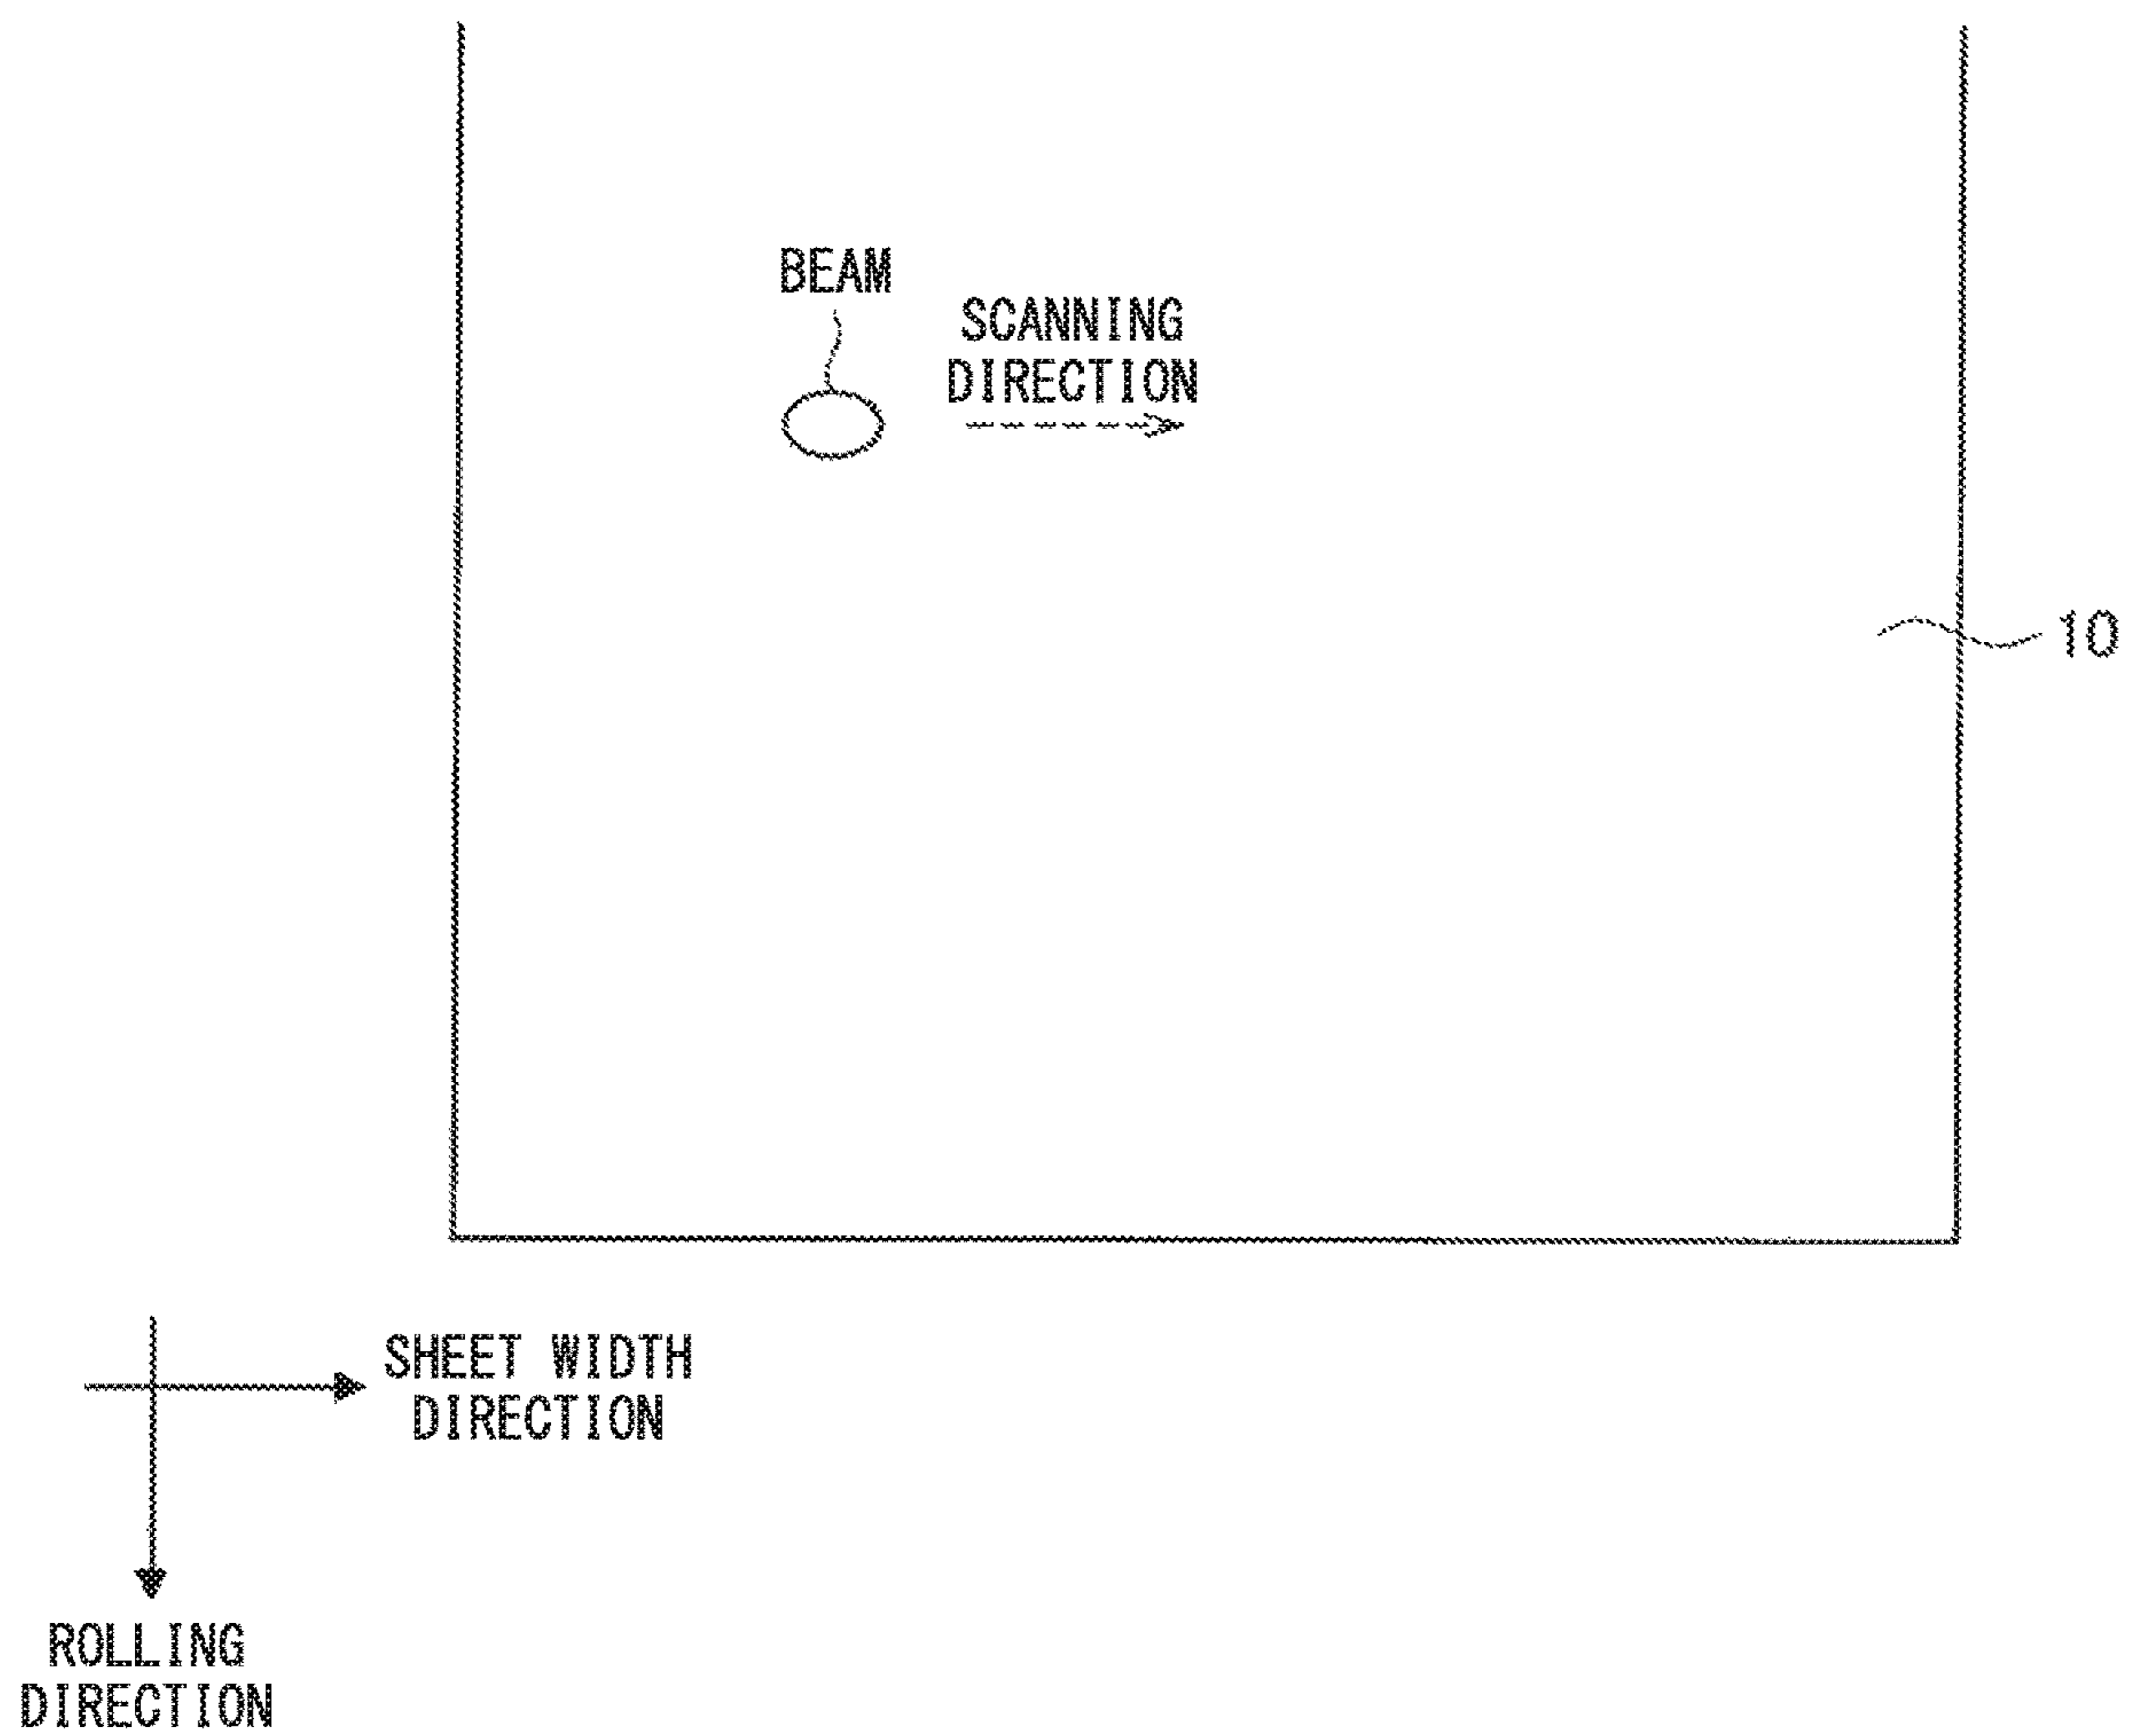 BEAM
SCANNING
DIRECTION
10
SHEET WIDTH
DIRECTION
ROLLING
DIRECTION